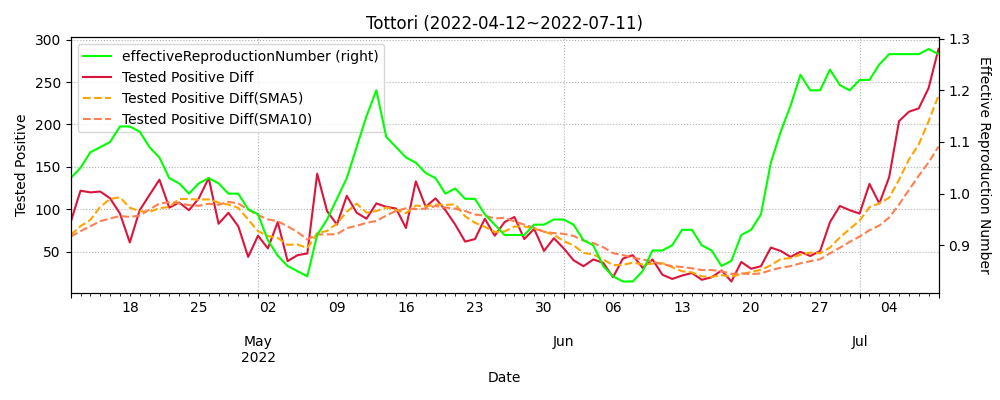 Tottori (2022-04-12~2022-07-11)
effectiveReproductionNumber (right)
Tested Positive Diff
Tested Positive Diff(SMA5)
Tested Positive Diff(SMA10)
Tested Positive
300
250
200
150
100
50
1.3
1.2
1.1
1.0
0.9
Effective Reproduction Number
18 25 02 09 16 23 30 06 13 20 27 04
May Jun Jul
2022
Date